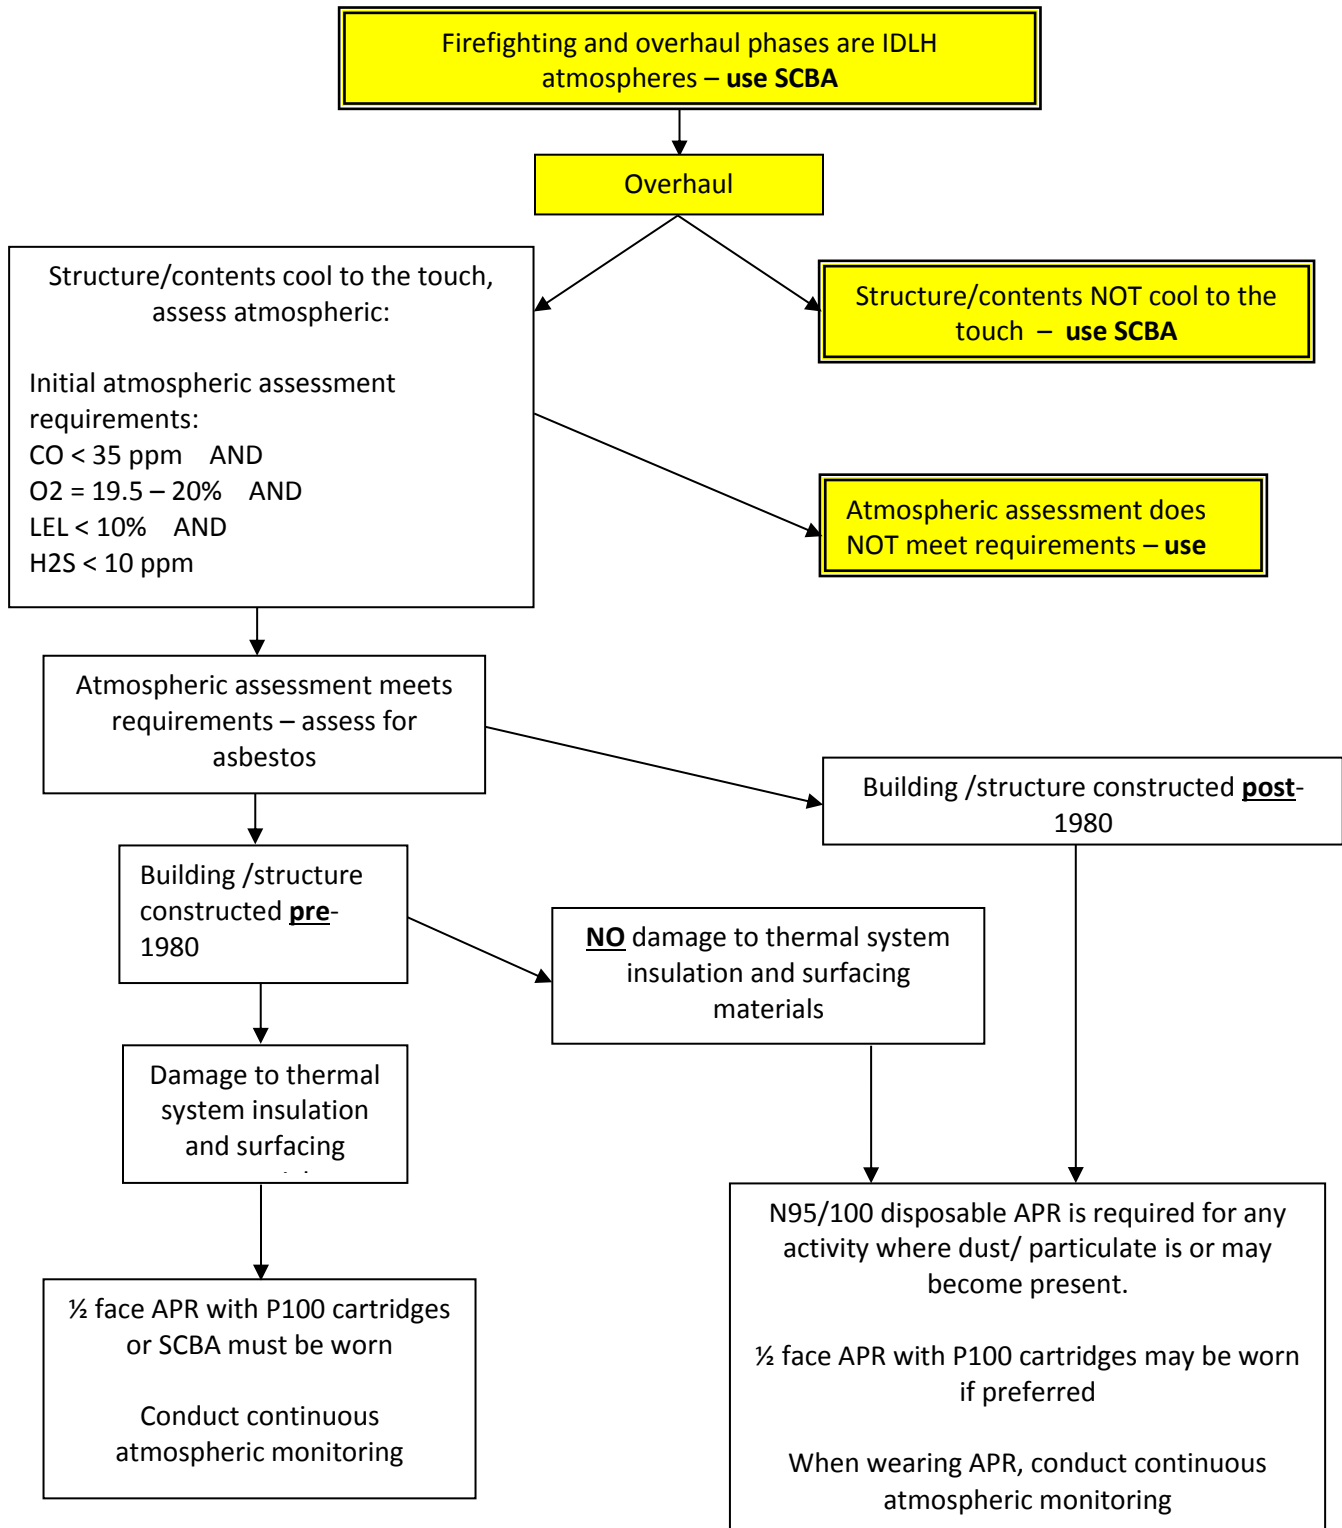 Firefighting and overhaul phases are IDLH
atmospheres – use SCBA
Overhaul
Structure/contents cool to the touch,
assess atmospheric:
Initial atmospheric assessment
requirements:
CO < 35 ppm AND
O2 = 19.5 – 20% AND
LEL < 10% AND
H2S < 10 ppm
Structure/contents NOT cool to the
touch – use SCBA
Atmospheric assessment does
NOT meet requirements – use
Atmospheric assessment meets
requirements – assess for
asbestos
Building /structure constructed post-
1980
Building /structure
constructed pre-
1980
NO damage to thermal system
insulation and surfacing
materials
Damage to thermal
system insulation
and surfacing
N95/100 disposable APR is required for any
activity where dust/ particulate is or may
become present.
½ face APR with P100 cartridges may be worn
if preferred
When wearing APR, conduct continuous
atmospheric monitoring
½ face APR with P100 cartridges
or SCBA must be worn
Conduct continuous
atmospheric monitoring